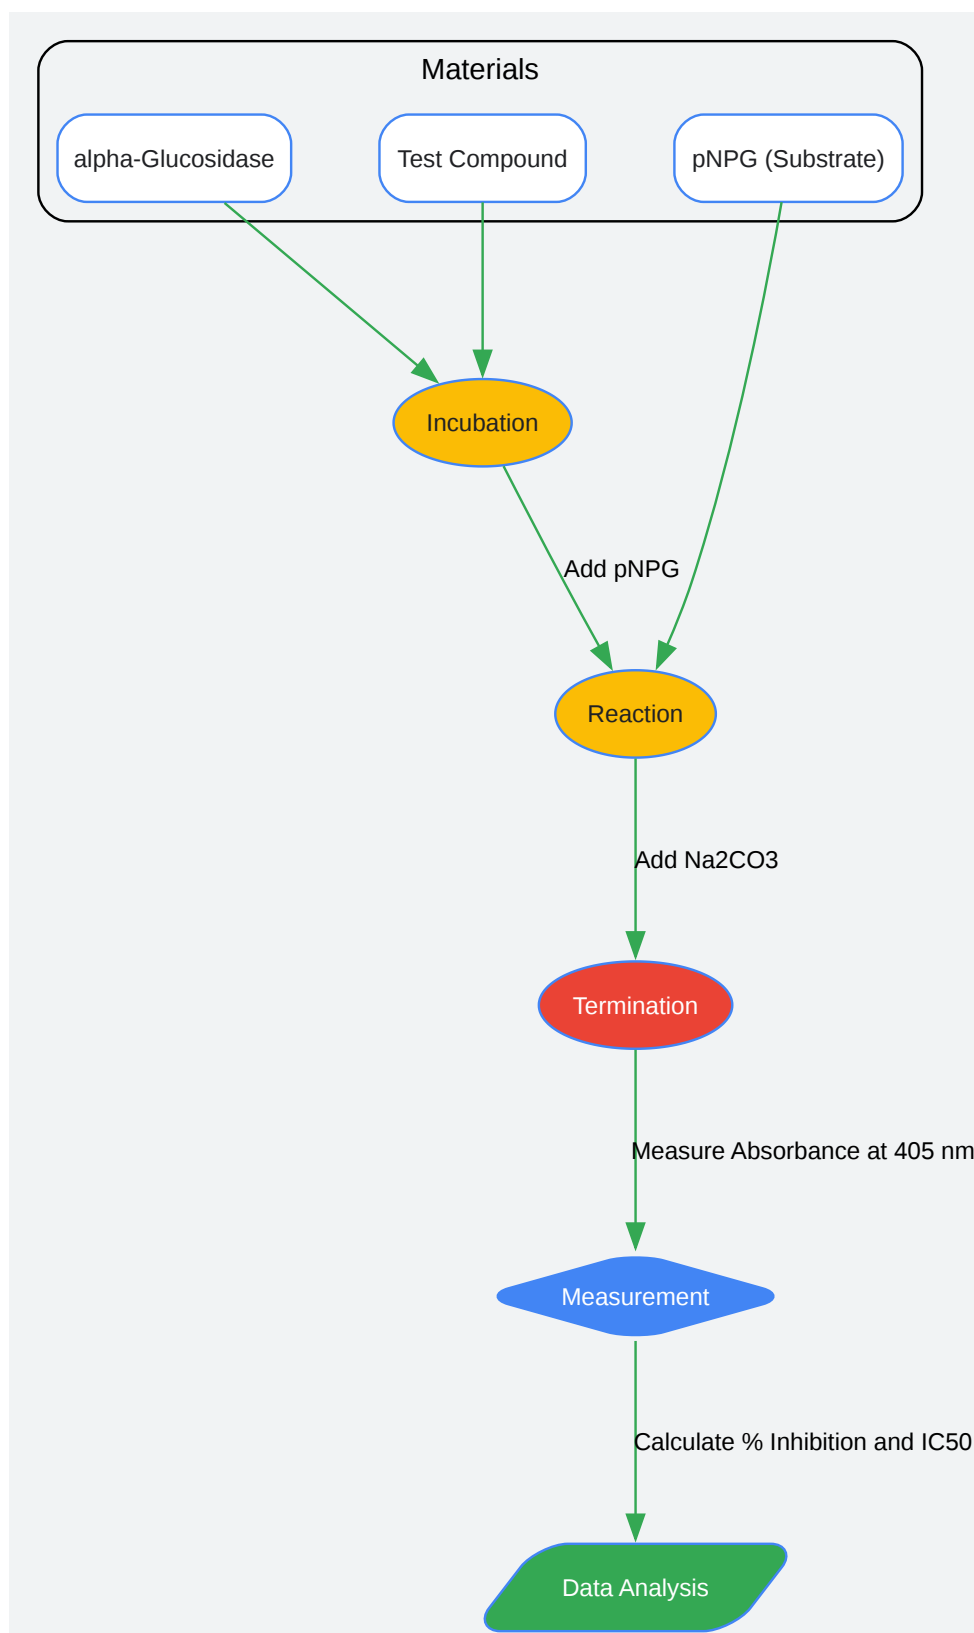 Materials
alpha-Glucosidase
Test Compound
pNPG (Substrate)
Incubation
Add pNPG
Reaction
Add Na2CO3
Termination
Measure Absorbance at 405 nm
Measurement
Calculate % Inhibition and IC50
Data Analysis